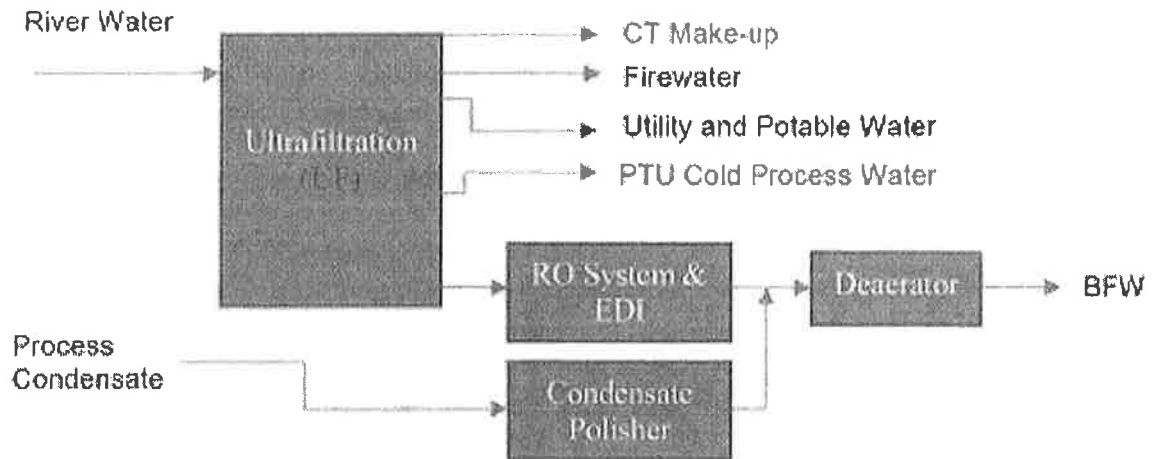 River Water
CT Make-up
Firewater
Utility and Potable Water
PTU Cold Process Water
Ultrafiltration
(UF)
RO System &
EDI
Deaerator
BFW
Process
Condensate
Condensate
Polisher